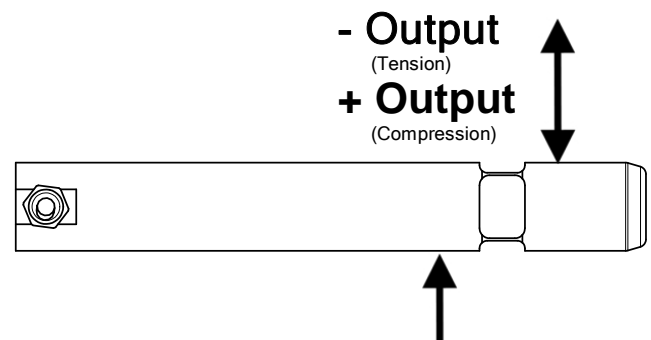 - Output
(Tension)
+ Output
(Compression)